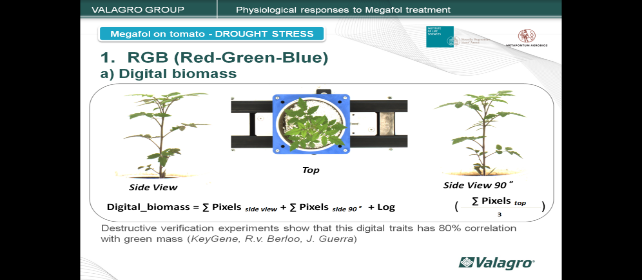 VALAGRO GROUP
Physiological responses to Megafol treatment
Megafol on tomato - DROUGHT STRESS
1. RGB (Red-Green-Blue)
a) Digital biomass
Side View
Top
Side View 90˚
Digital_biomass = ∑ Pixels side view + ∑ Pixels side 90˚ + Log ( ∑ Pixels top / 3 )
Destructive verification experiments show that this digital traits has 80% correlation
with green mass (KeyGene, R.v. Berloo, J. Guerra)
Valagro